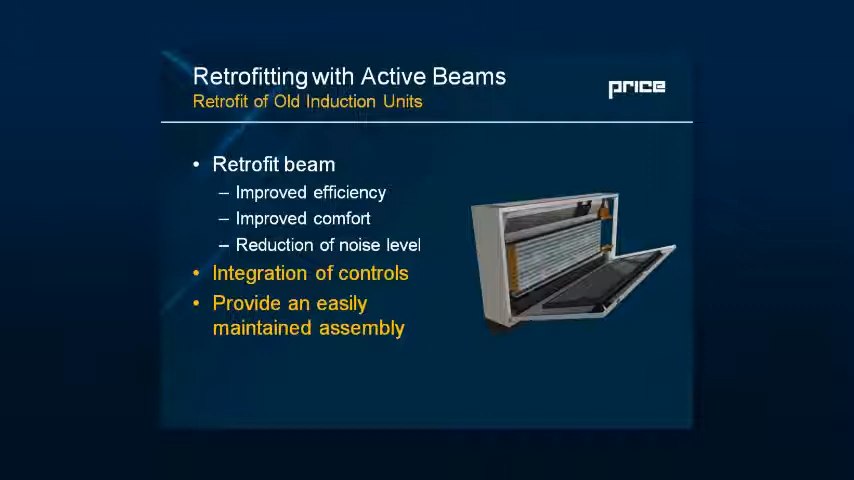 Retrofitting with Active Beams
Retrofit of Old Induction Units
price
• Retrofit beam
– Improved efficiency
– Improved comfort
– Reduction of noise level
• Integration of controls
• Provide an easily
maintained assembly